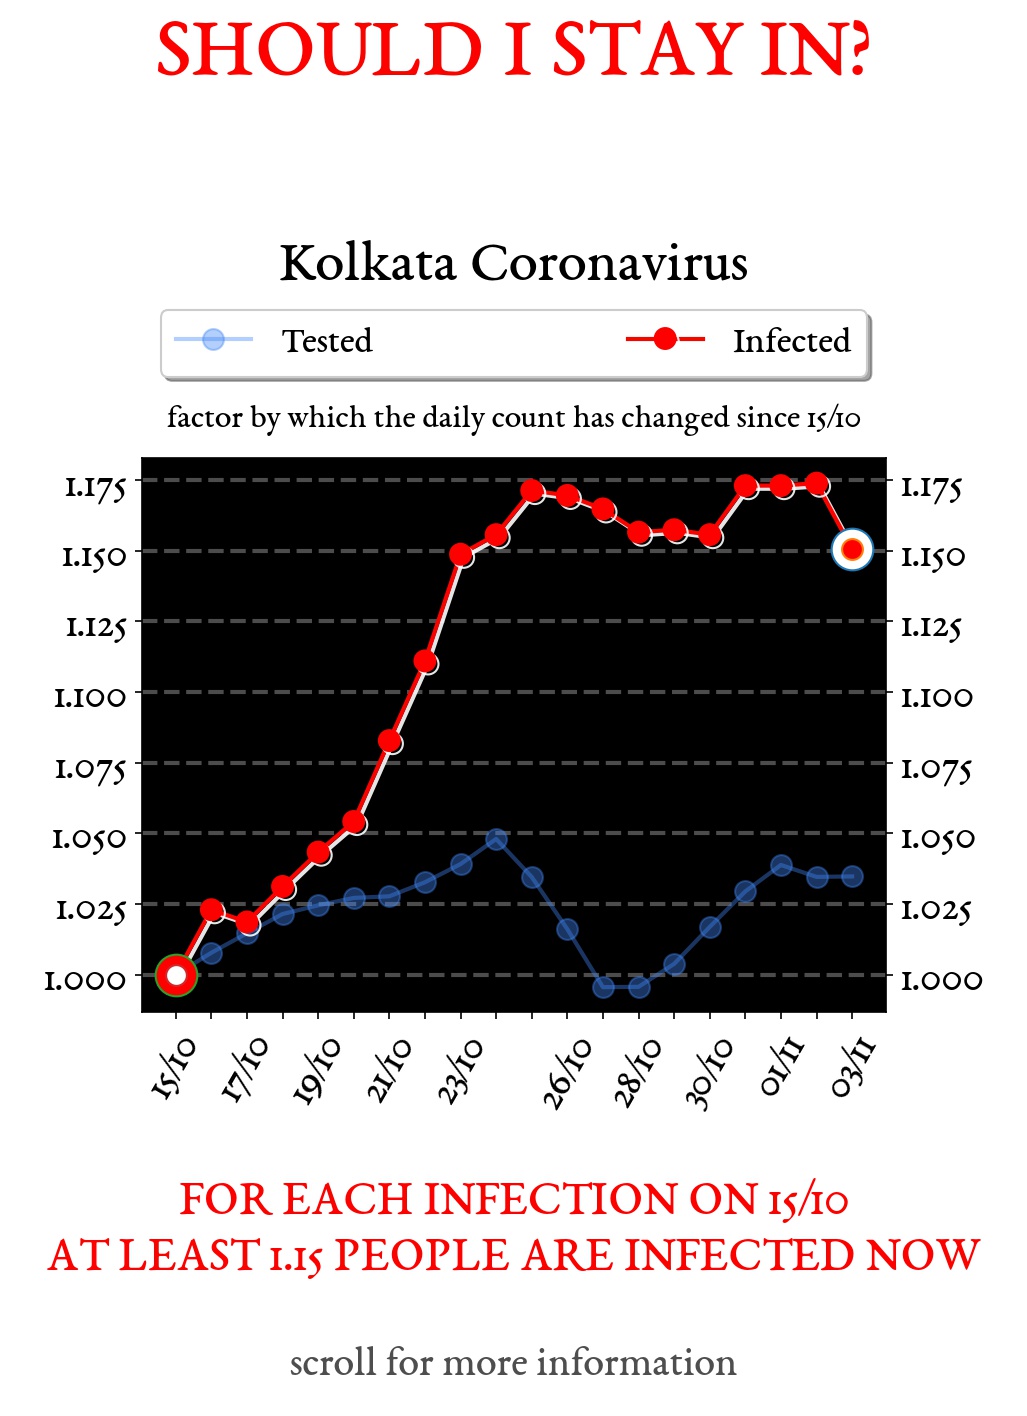 SHOULD I STAY IN?
Kolkata Coronavirus
Tested Infected
factor by which the daily count has changed since 15/10
1.175 1.175
1.150 1.150
1.125 1.125
1.100 1.100
1.075 1.075
1.050 1.050
1.025 1.025
1.000 1.000
15/10 17/10 19/10 21/10 23/10 26/10 28/10 30/10 01/11 03/11
FOR EACH INFECTION ON 15/10
AT LEAST 1.15 PEOPLE ARE INFECTED NOW
scroll for more information